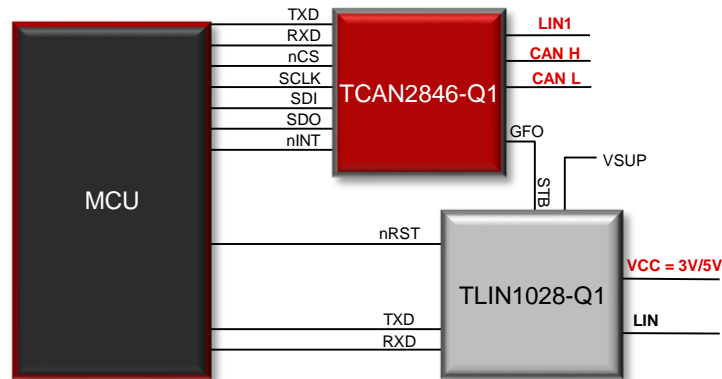 TXD
RXD
nCS
SCLK
SDI
SDO
nINT
TCAN2846-Q1
LIN1
CAN H
CAN L
GFO
STB
VSUP
MCU
nRST
TXD
RXD
TLIN1028-Q1
VCC = 3V/5V
LIN